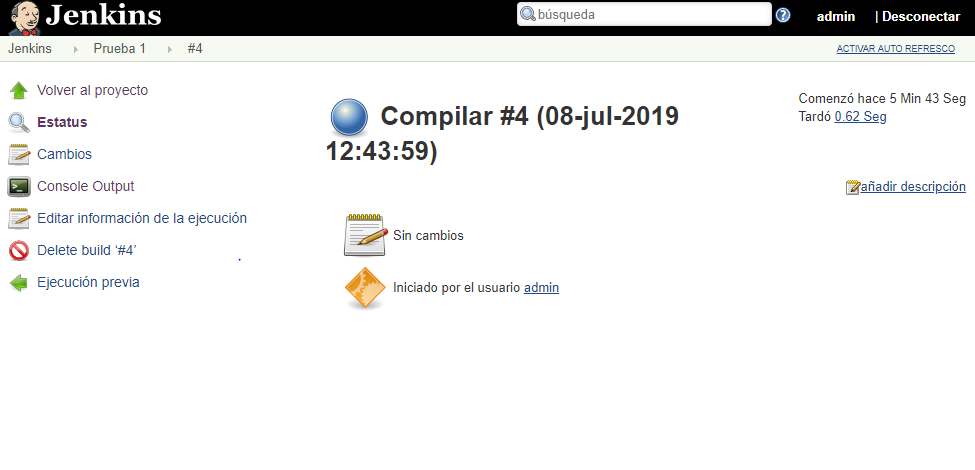 Jenkins
búsqueda
admin
| Desconectar
Jenkins
Prueba 1
#4
ACTIVAR AUTO REFRESCO
Volver al proyecto
Estatus
Cambios
Console Output
Editar información de la ejecución
Delete build ‘#4’
Ejecución previa
Compilar #4 (08-jul-2019
12:43:59)
Comenzó hace 5 Min 43 Seg
Tardó 0.62 Seg
añadir descripción
Sin cambios
Iniciado por el usuario admin